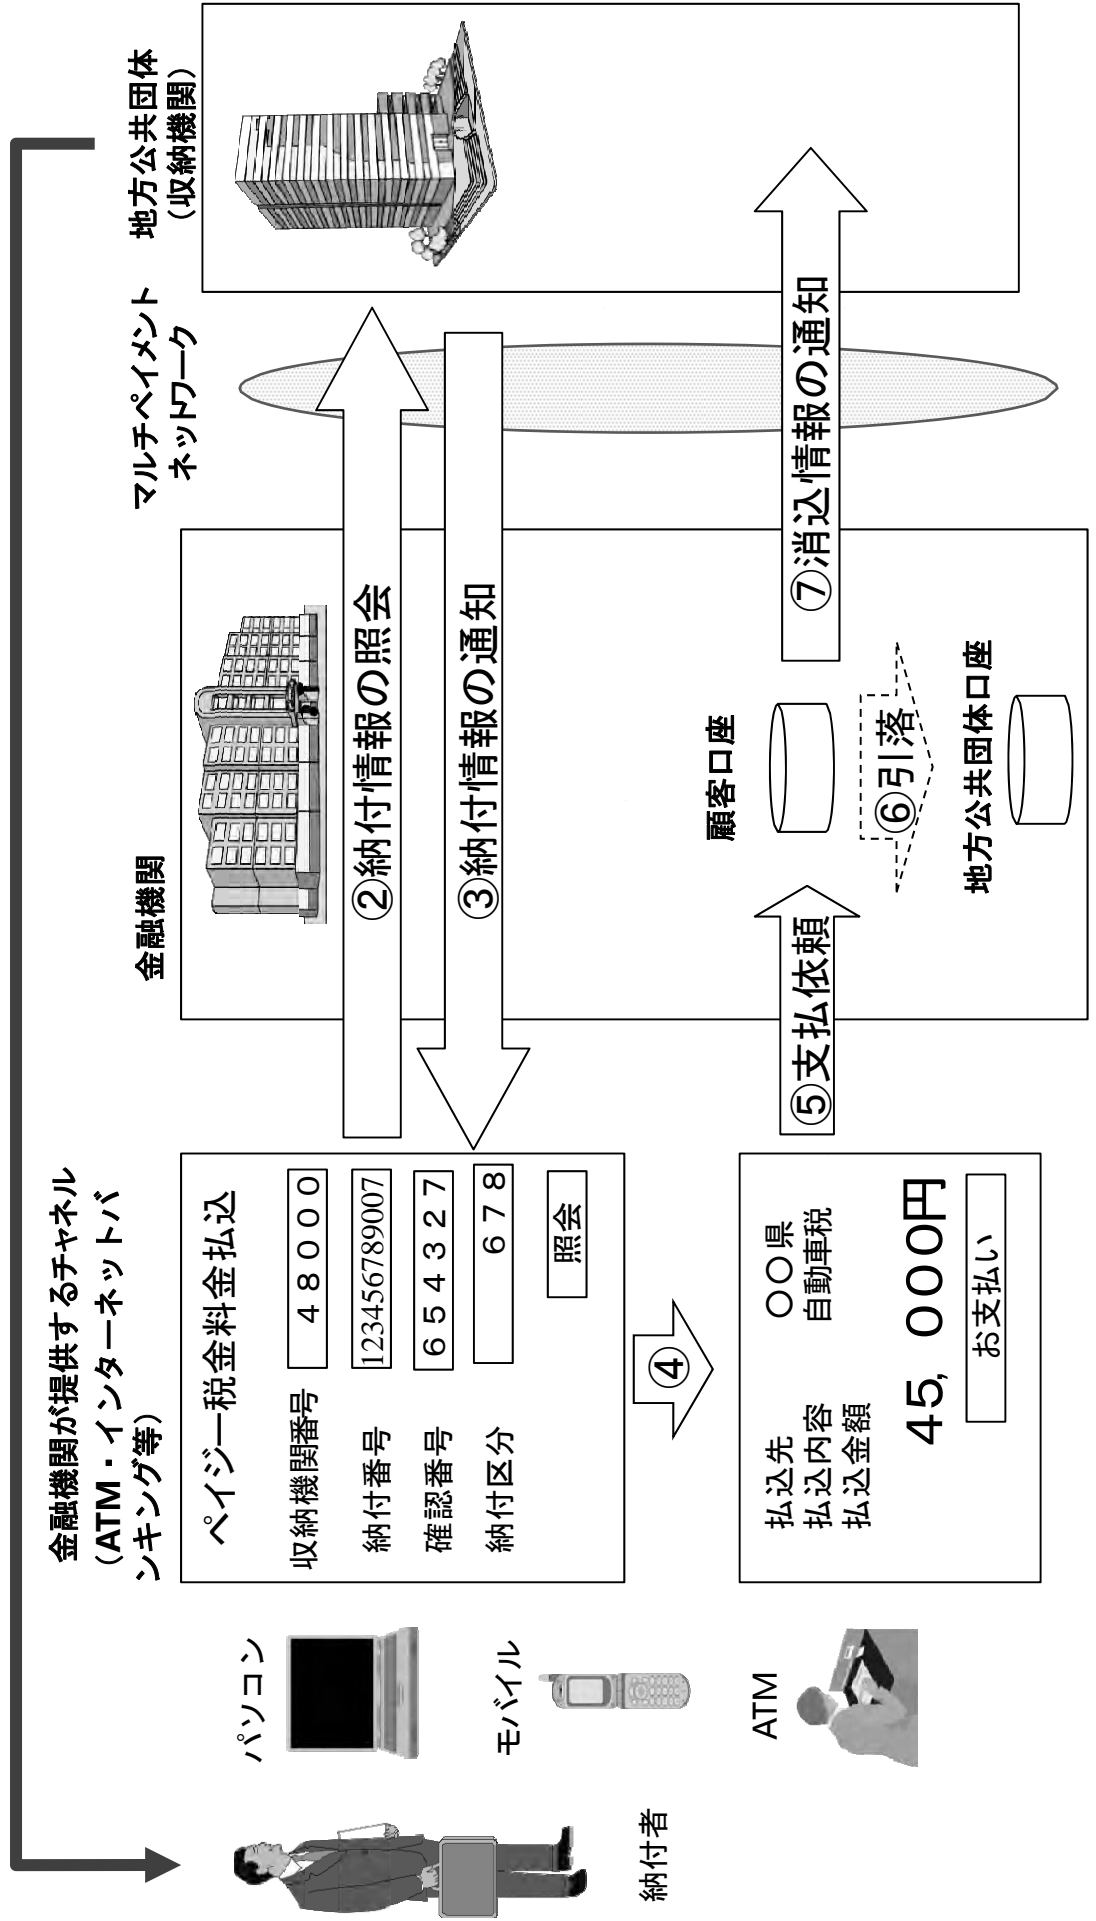 地方公共団体
（収納機関）
マルチペイメント
ネットワーク
金融機関
金融機関が提供するチャネル
（ATM・インターネットバ
ンキング等）
パソコン
モバイル
ATM
納付者
ペイジー税金料金払込
収納機関番号 48000
納付番号 12345678900７
確認番号 654327
納付区分 678
照会
②納付情報の照会
③納付情報の通知
④
払込先 〇〇県
払込内容 自動車税
払込金額
45，000円
お支払い
⑤支払依頼
顧客口座
⑥引落
地方公共団体口座
⑦消込情報の通知